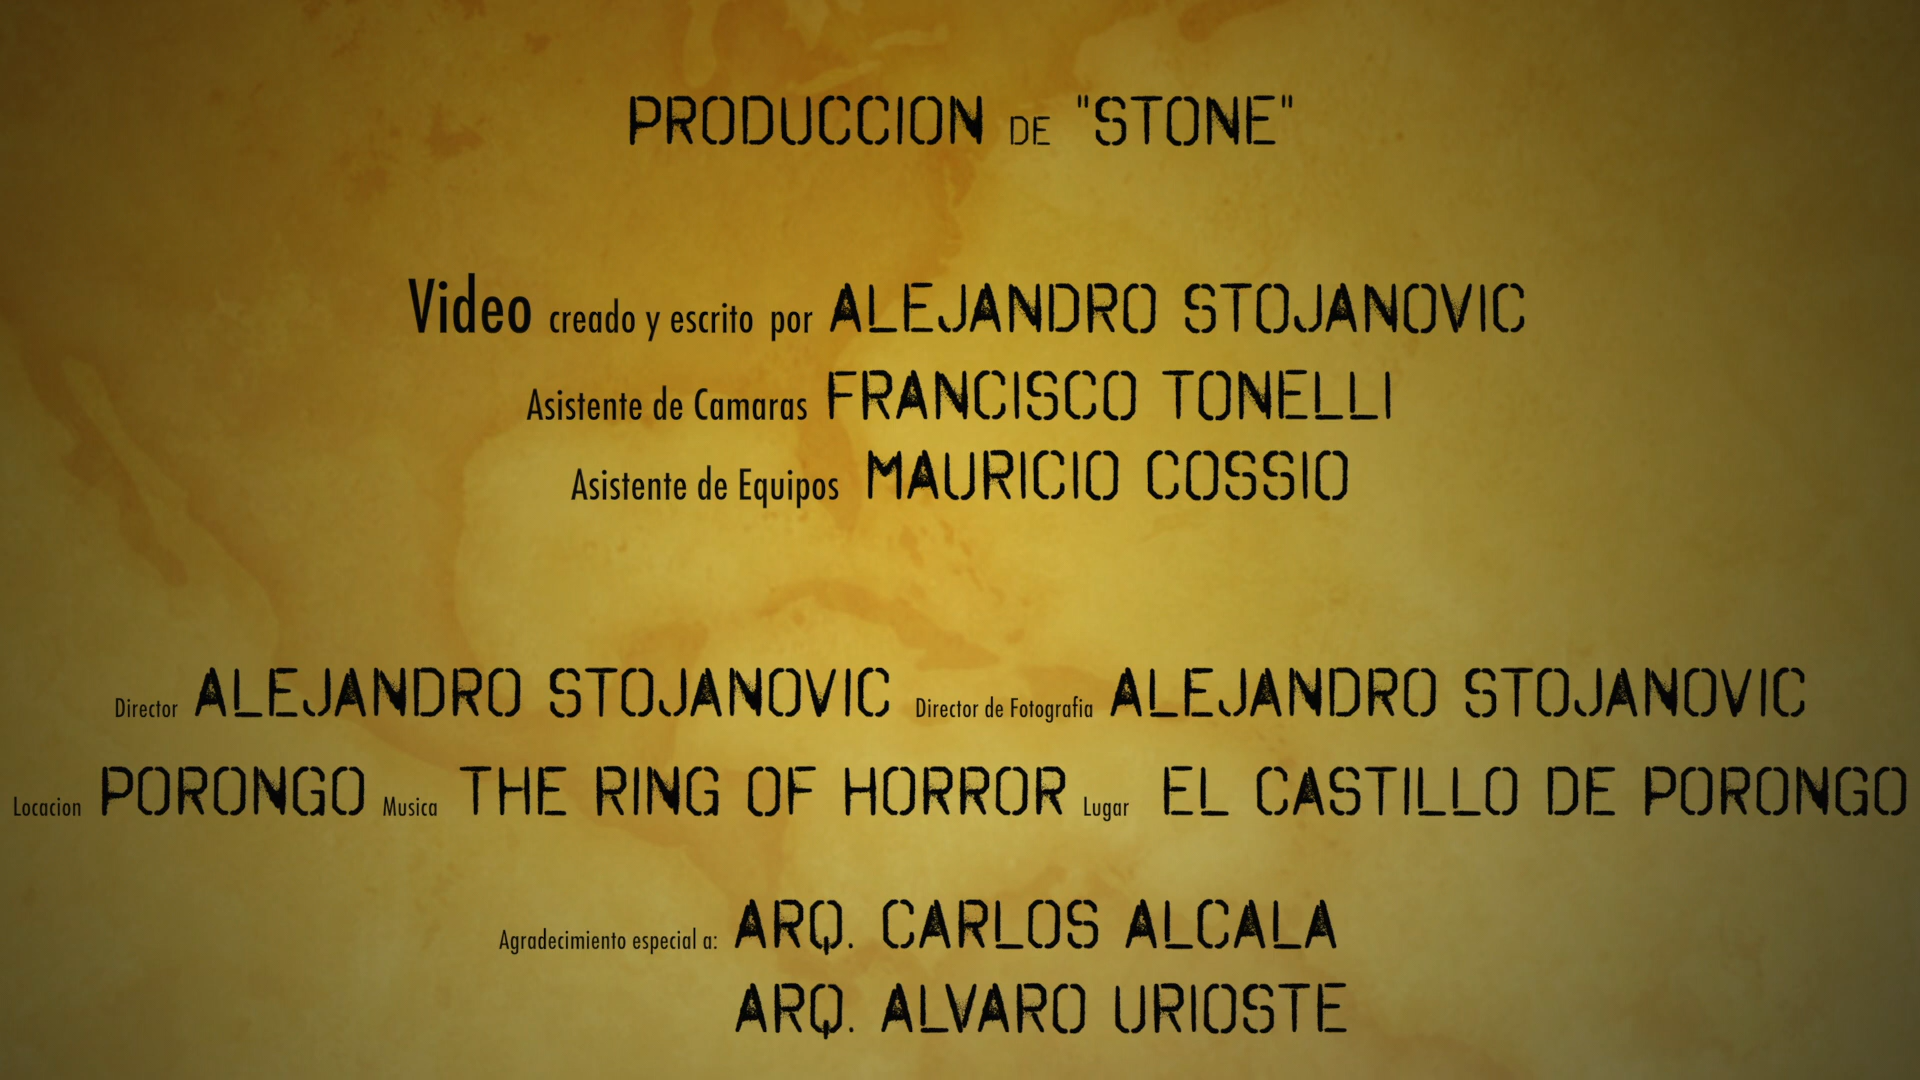 PRODUCCION DE "STONE"
Video creado y escrito por ALEJANDRO STOJANOVIC
Asistente de Camaras FRANCISCO TONELLI
Asistente de Equipos MAURICIO COSSIO
Director ALEJANDRO STOJANOVIC Director de Fotografia ALEJANDRO STOJANOVIC
Locacion PORONGO Musica THE RING OF HORROR Lugar EL CASTILLO DE PORONGO
Agradecimiento especial a: ARQ. CARLOS ALCALA
ARQ. ALVARO URIOSTE